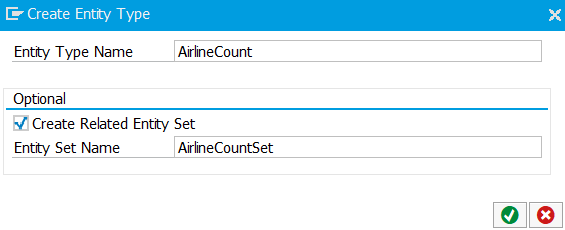 Create Entity Type
Entity Type Name AirlineCount
Optional
Create Related Entity Set
Entity Set Name AirlineCountSet